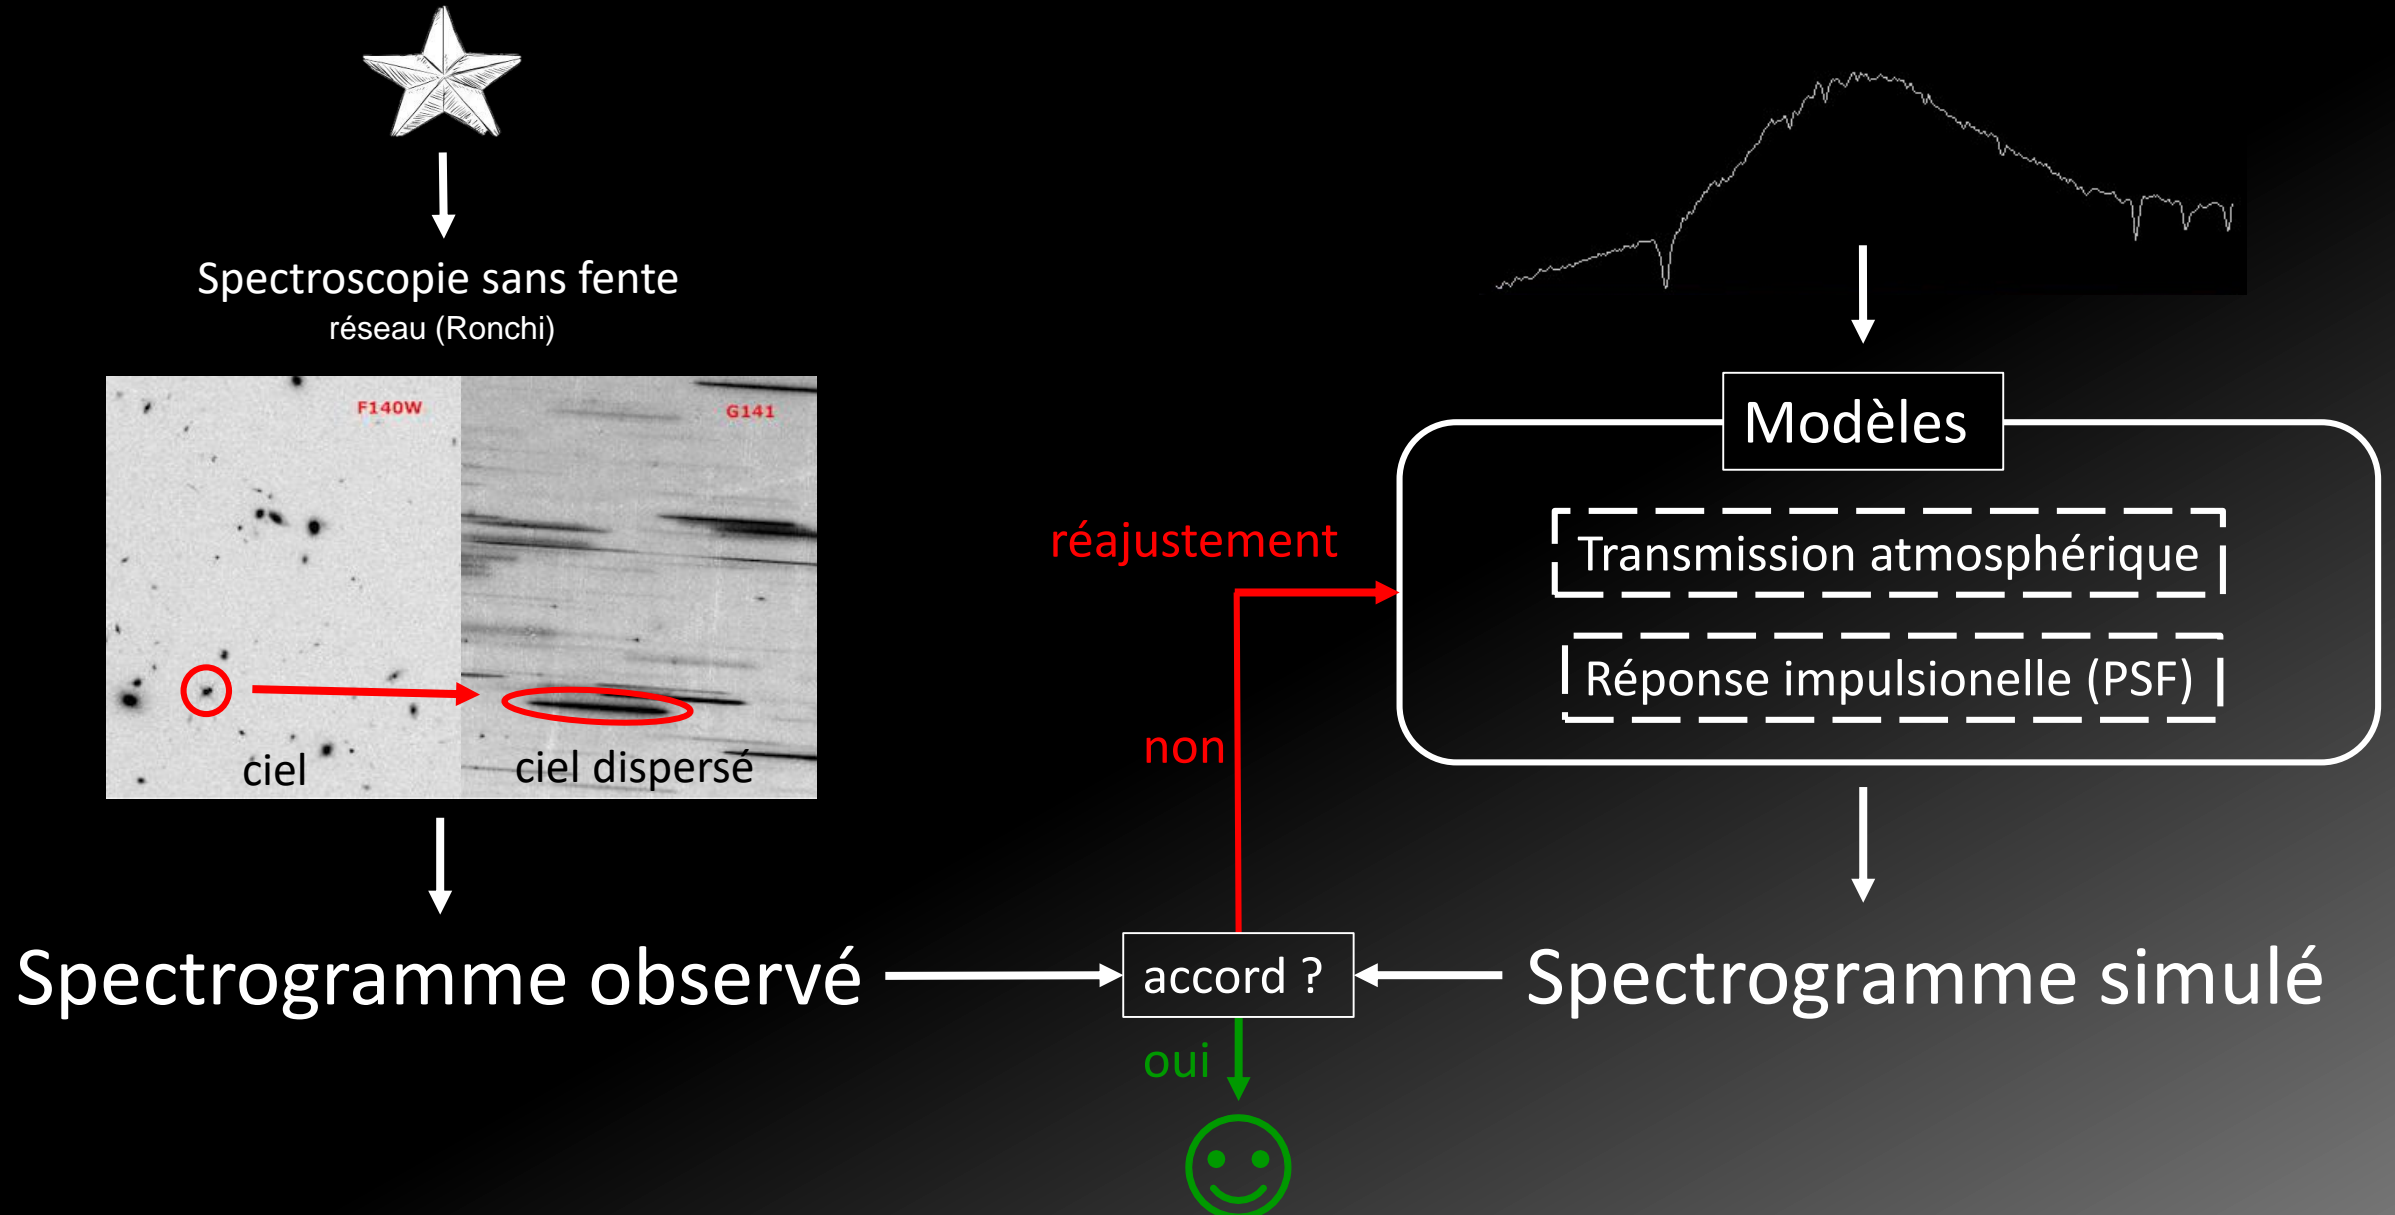 Spectroscopie sans fente
réseau (Ronchi)
F140W
G141
ciel
ciel dispersé
Spectrogramme observé
Modèles
Transmission atmosphérique
Réponse impulsionelle (PSF)
réajustement
non
accord ?
oui
Spectrogramme simulé